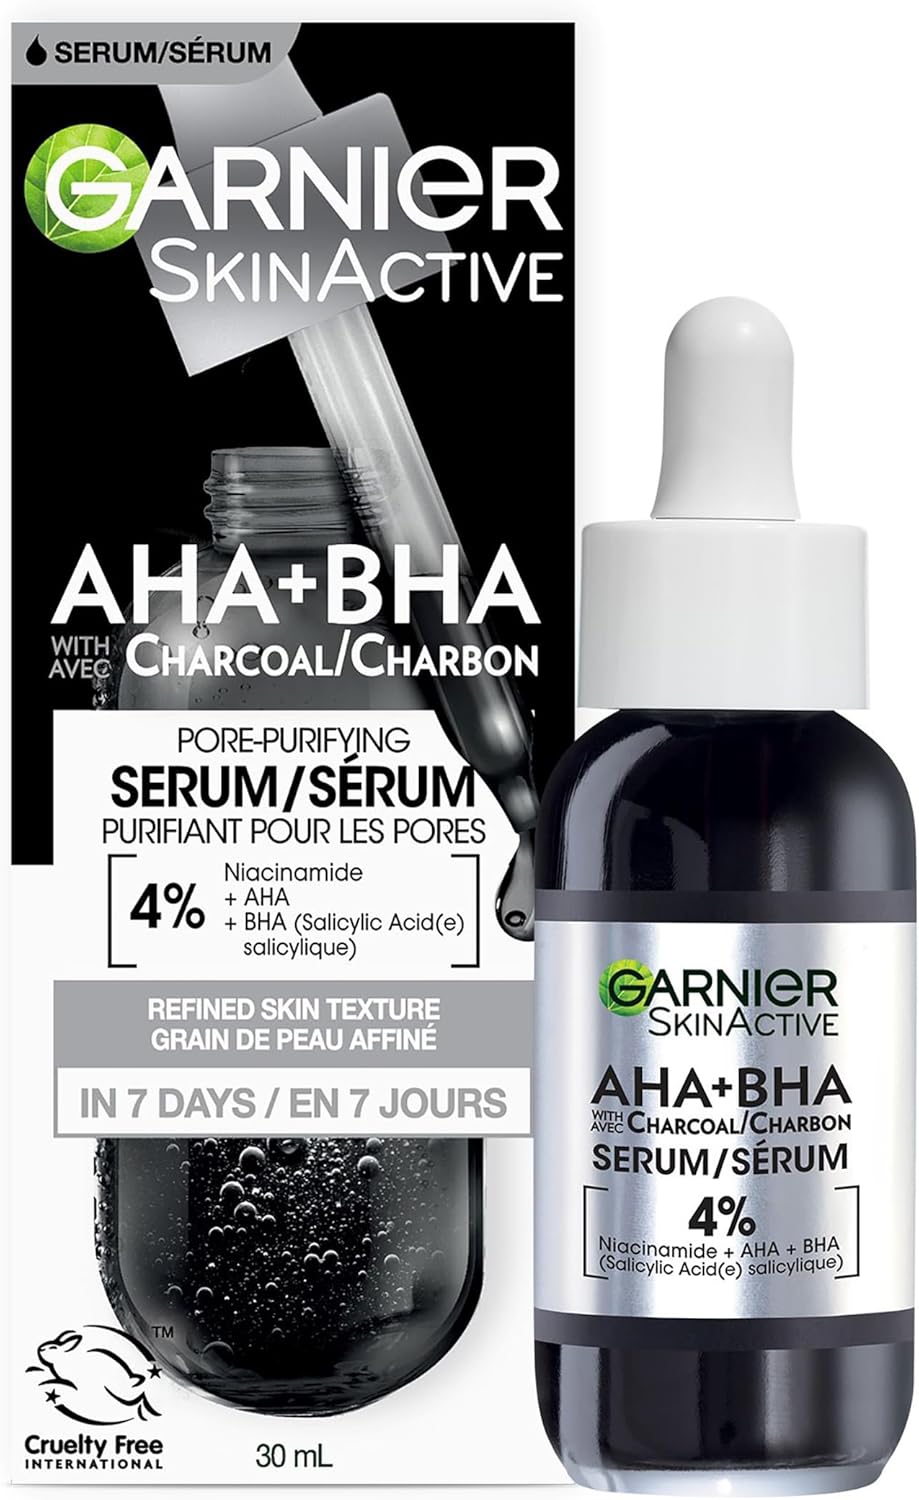 SERUM/SÉRUM
GARNIER
SKINACTIVE
AHA+BHA
WITH
AVEC CHARCOAL/CHARBON
PORE-PURIFYING
SERUM/SÉRUM
PURIFIANT POUR LES PORES
4% Niacinamide
+ AHA
+ BHA (Salicylic Acid(e)
salicylique)
REFINED SKIN TEXTURE
GRAIN DE PEAU AFFINÉ
IN 7 DAYS / EN 7 JOURS
TM
Cruelty Free
INTERNATIONAL
30 mL
GARNIER
SKINACTIVE
AHA+BHA
WITH
AVEC CHARCOAL/CHARBON
SERUM/SÉRUM
4%
Niacinamide + AHA + BHA
(Salicylic Acid(e) salicylique)